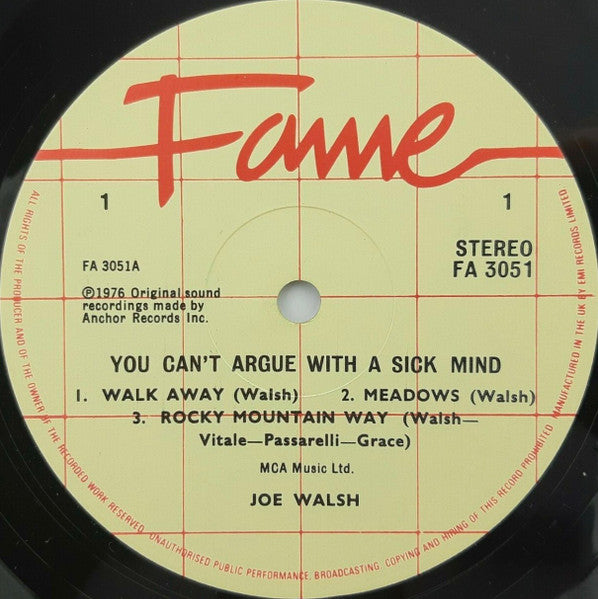 Fame
1
1
FA 3051A
STEREO
FA 3051
℗1976 Original sound
recordings made by
Anchor Records Inc.
YOU CAN'T ARGUE WITH A SICK MIND
1. WALK AWAY (Walsh) 2. MEADOWS (Walsh)
3. ROCKY MOUNTAIN WAY (Walsh—
Vitale—Passarelli—Grace)
MCA Music Ltd.
JOE WALSH
ALL RIGHTS OF THE PRODUCER AND OF THE OWNER OF THE RECORDED WORK RESERVED. UNAUTHORISED PUBLIC PERFORMANCE, BROADCASTING, COPYING AND HIRING OF THIS RECORD PROHIBITED. MANUFACTURED IN THE UK BY EMI RECORDS LIMITED